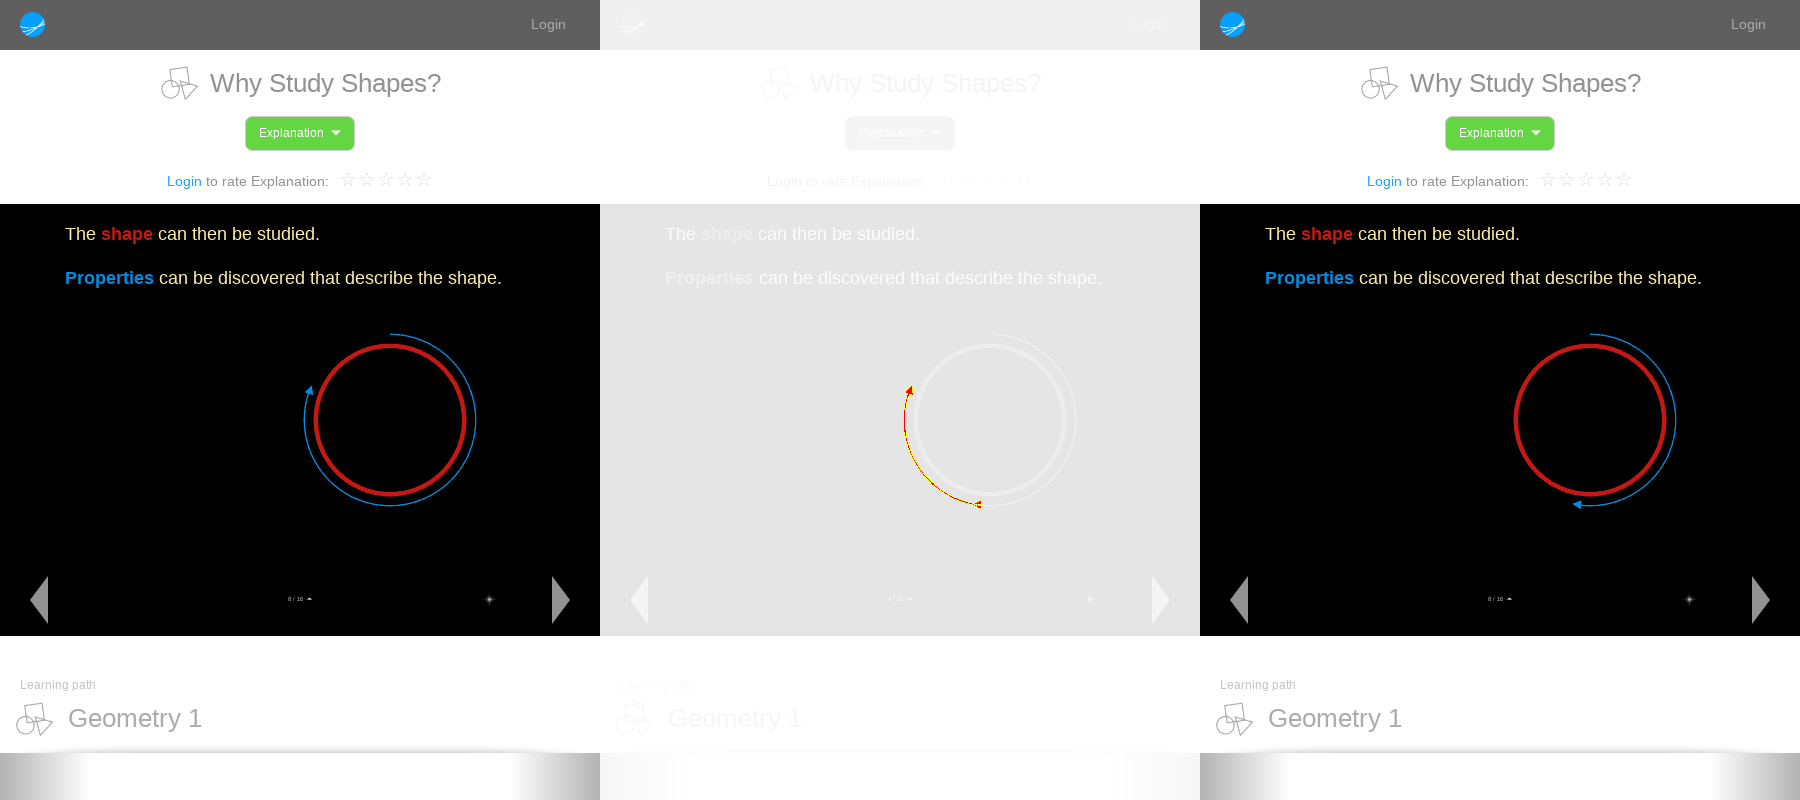 Login
Why Study Shapes?
Explanation
Login to rate Explanation:
The shape can then be studied.
Properties can be discovered that describe the shape.
8 / 16
Learning path
Geometry 1
Login
Why Study Shapes?
Explanation
Login to rate Explanation:
The shape can then be studied.
Properties can be discovered that describe the shape.
Learning path
Geometry 1
Login
Why Study Shapes?
Explanation
Login to rate Explanation:
The shape can then be studied.
Properties can be discovered that describe the shape.
8 / 16
Learning path
Geometry 1